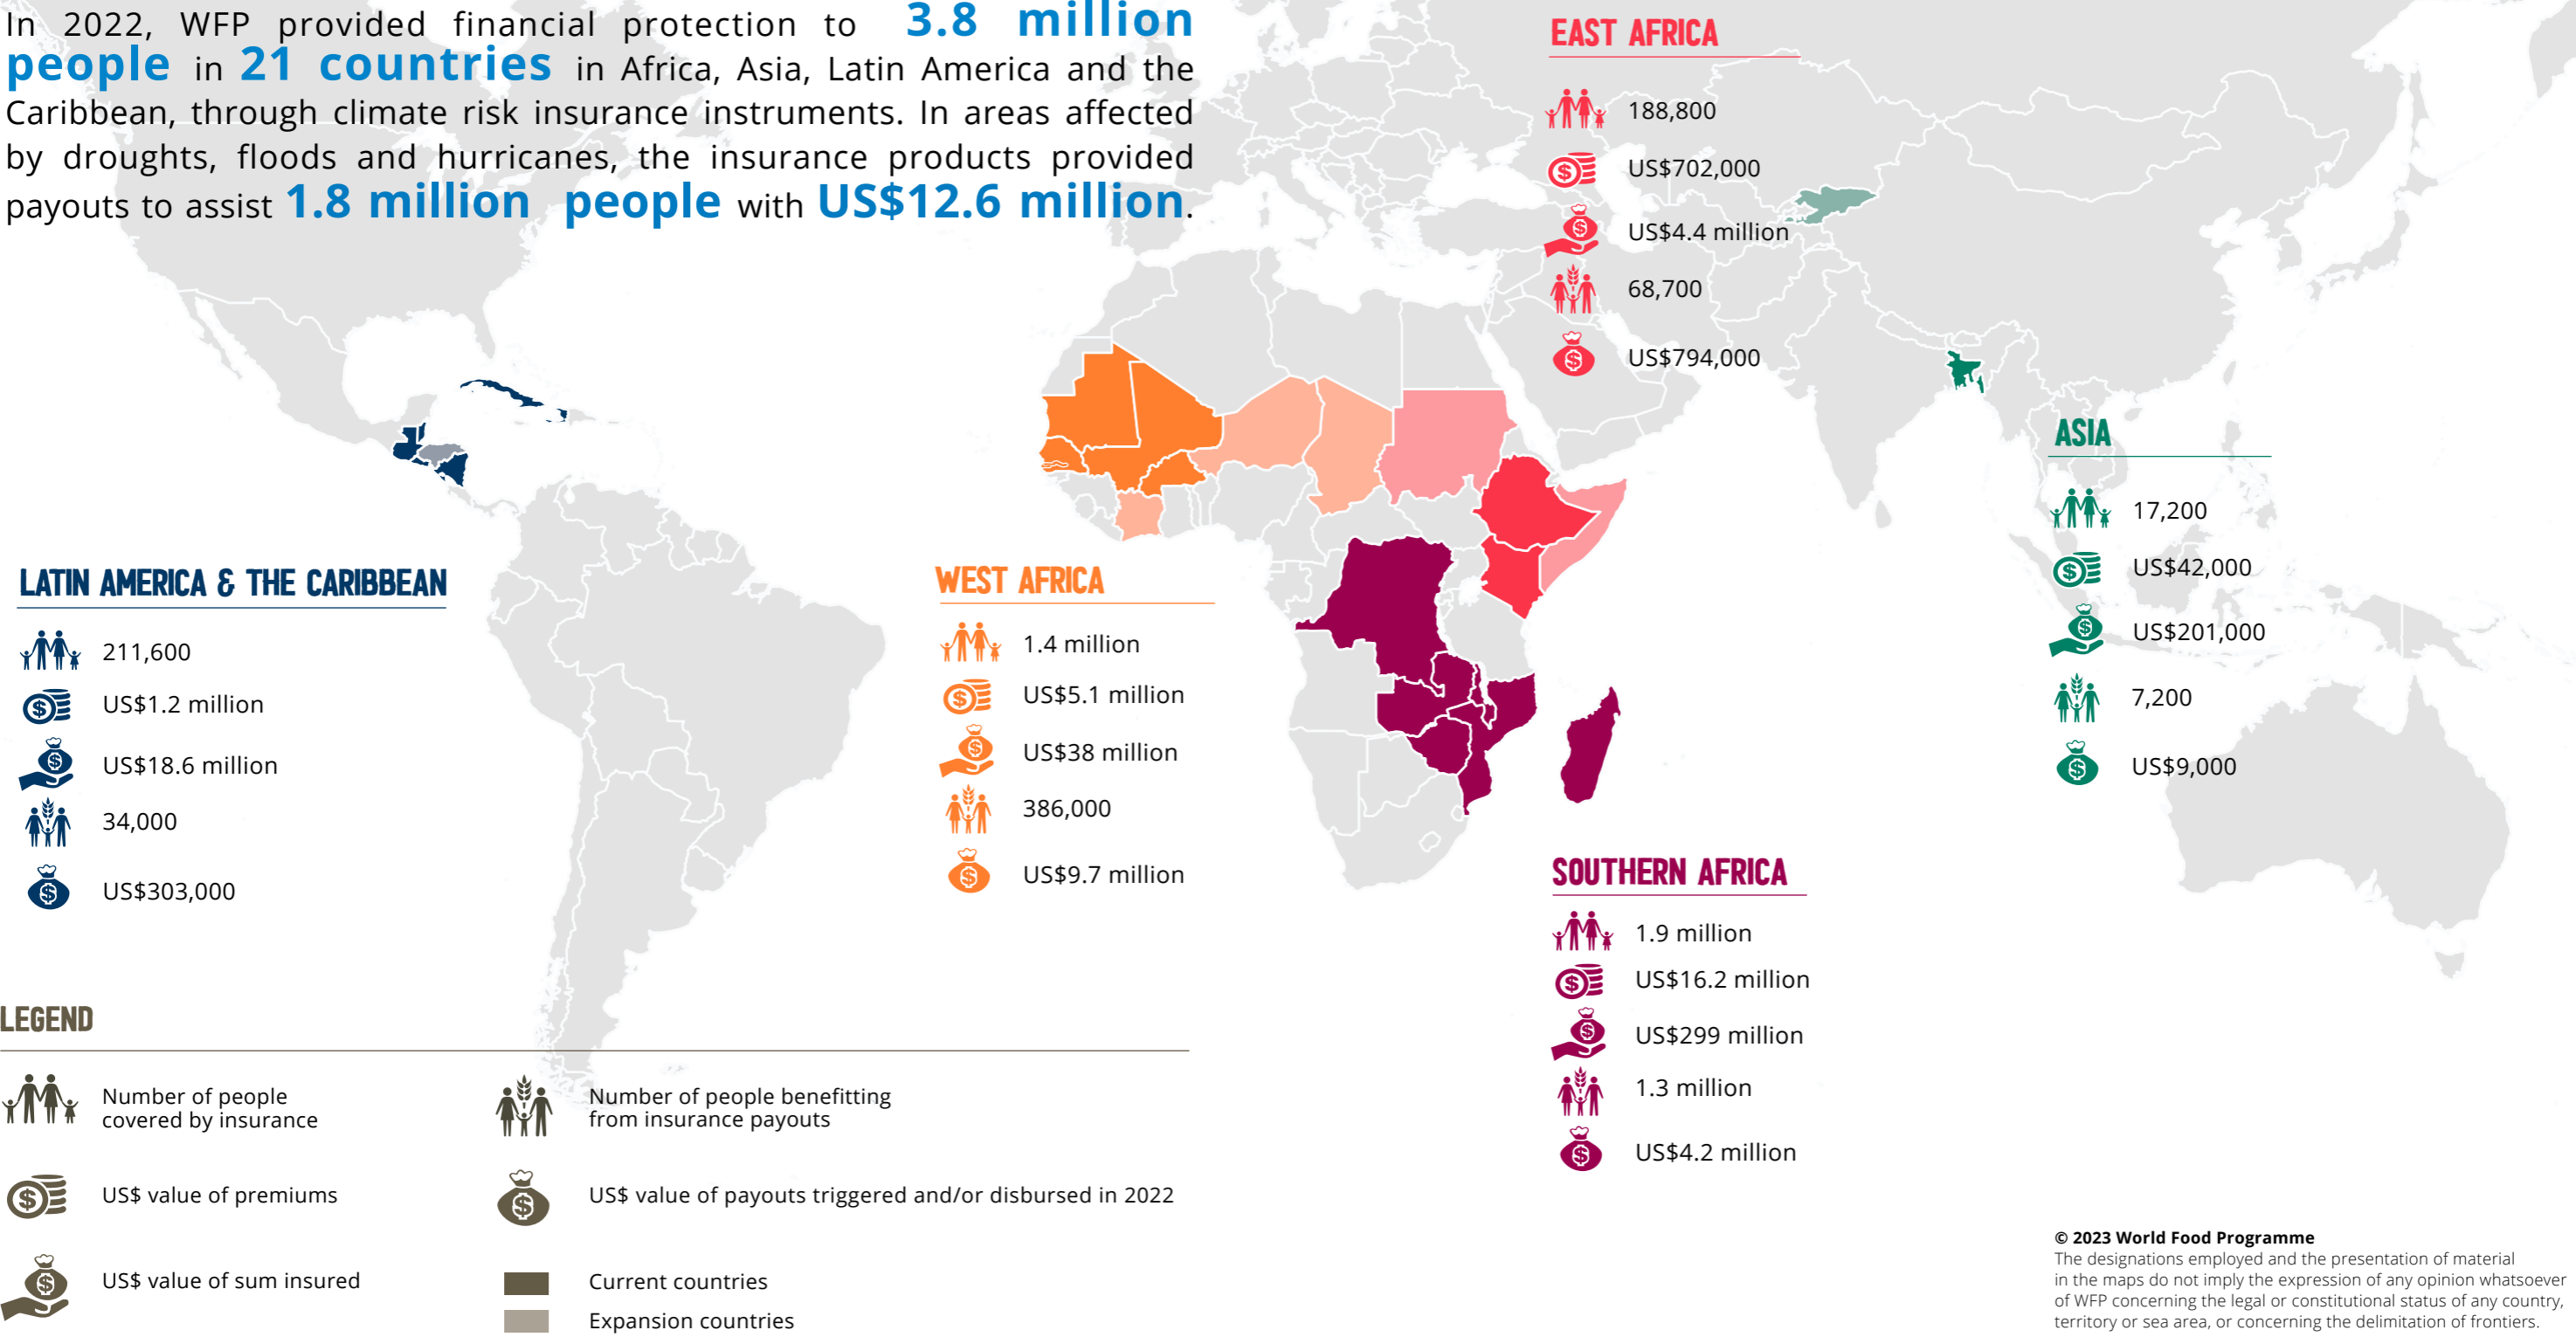 In 2022, WFP provided financial protection to 3.8 million
people in 21 countries in Africa, Asia, Latin America and the
Caribbean, through climate risk insurance instruments. In areas affected
by droughts, floods and hurricanes, the insurance products provided
payouts to assist 1.8 million people with US$12.6 million.
EAST AFRICA
188,800
US$702,000
US$4.4 million
68,700
US$794,000
ASIA
17,200
US$42,000
US$201,000
7,200
US$9,000
LATIN AMERICA & THE CARIBBEAN
211,600
US$1.2 million
US$18.6 million
34,000
US$303,000
WEST AFRICA
1.4 million
US$5.1 million
US$38 million
386,000
US$9.7 million
SOUTHERN AFRICA
1.9 million
US$16.2 million
US$299 million
1.3 million
US$4.2 million
LEGEND
Number of people
covered by insurance
US$ value of premiums
US$ value of sum insured
Number of people benefitting
from insurance payouts
US$ value of payouts triggered and/or disbursed in 2022
Current countries
Expansion countries
© 2023 World Food Programme
The designations employed and the presentation of material
in the maps do not imply the expression of any opinion whatsoever
of WFP concerning the legal or constitutional status of any country,
territory or sea area, or concerning the delimitation of frontiers.